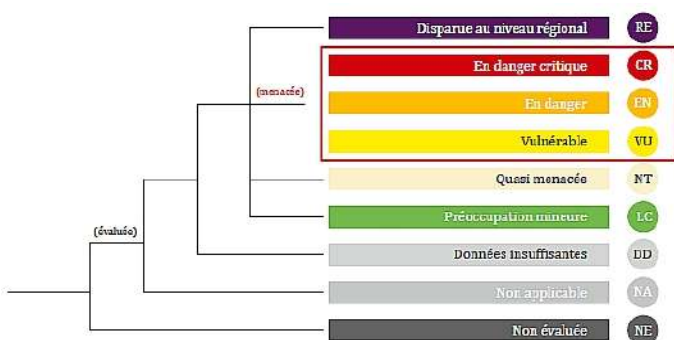 Disparue au niveau régional RE
En danger critique CR
(menacée)
En danger EN
Vulnérable VU
Quasi menacée NT
Préoccupation mineure LC
(évaluée)
Données insuffisantes DD
Non applicable NA
Non évaluée NE